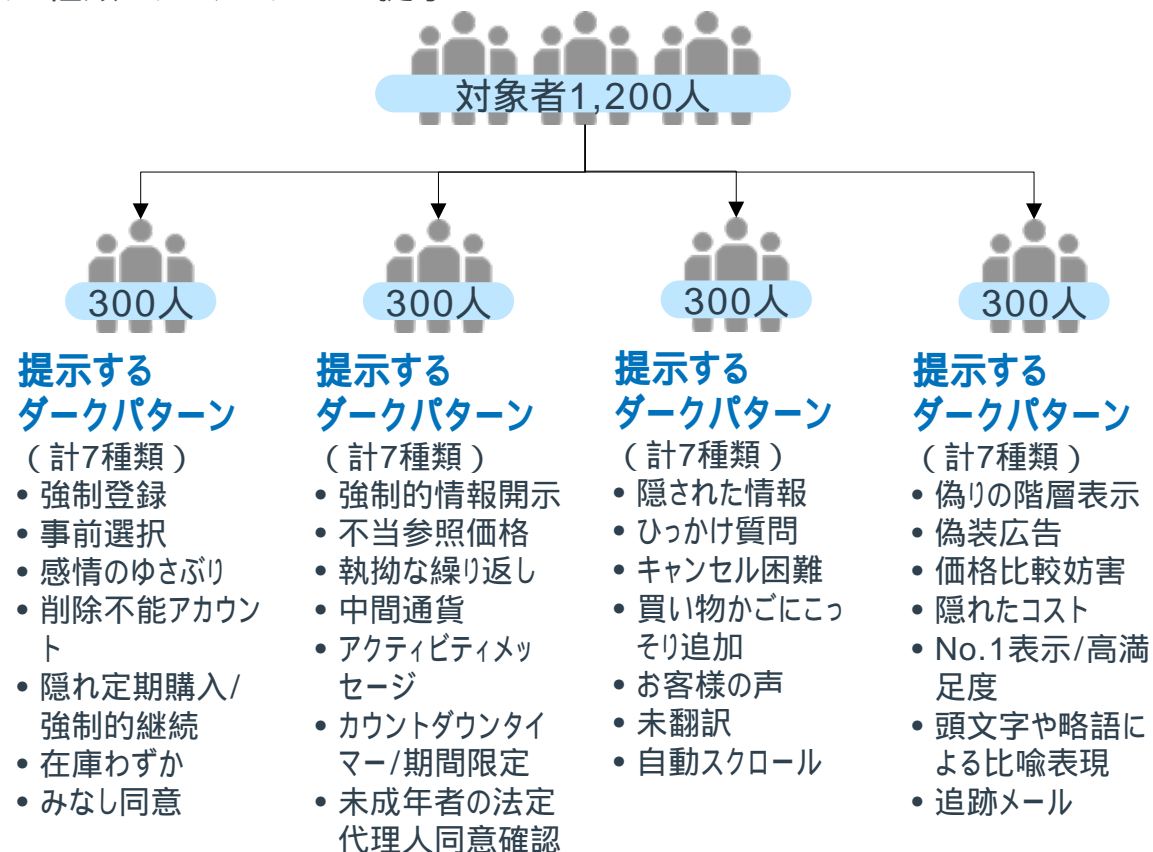 対象者1,200人
300人
300人
300人
300人
提示する
ダークパターン
（計7種類）
• 強制登録
• 事前選択
• 感情のゆさぶり
• 削除不能アカウン
ト
• 隠れ定期購入/
強制的継続
• 在庫わずか
• みなし同意
提示する
ダークパターン
（計7種類）
• 強制的情報開示
• 不当参照価格
• 執拗な繰り返し
• 中間通貨
• アクティビティメッ
セージ
• カウントダウンタイ
マー/期間限定
• 未成年者の法定
代理人同意確認
提示する
ダークパターン
（計7種類）
• 隠された情報
• ひっかけ質問
• キャンセル困難
• 買い物かごにこっ
そり追加
• お客様の声
• 未翻訳
• 自動スクロール
提示する
ダークパターン
（計7種類）
• 偽りの階層表示
• 偽装広告
• 価格比較妨害
• 隠れたコスト
• No.1表示/高満
足度
• 頭文字や略語に
よる比喩表現
• 追跡メール